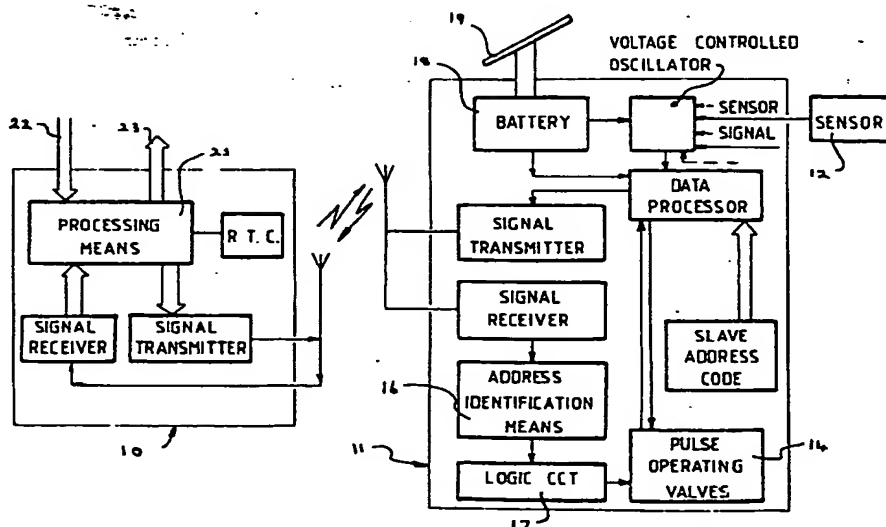 19
VOLTAGE CONTROLLED
OSCILLATOR
18
22
23
21
BATTERY
SENSOR
SIGNAL
SENSOR
12
PROCESSING
MEANS
R T. C.
DATA
PROCESSOR
SIGNAL
TRANSMITTER
SIGNAL
RECEIVER
SIGNAL
TRANSMITTER
SIGNAL
RECEIVER
SLAVE
ADDRESS
CODE
16
ADDRESS
IDENTIFICATION
MEANS
10
11
LOGIC CCT
17
PULSE
OPERATING
VALVES
14